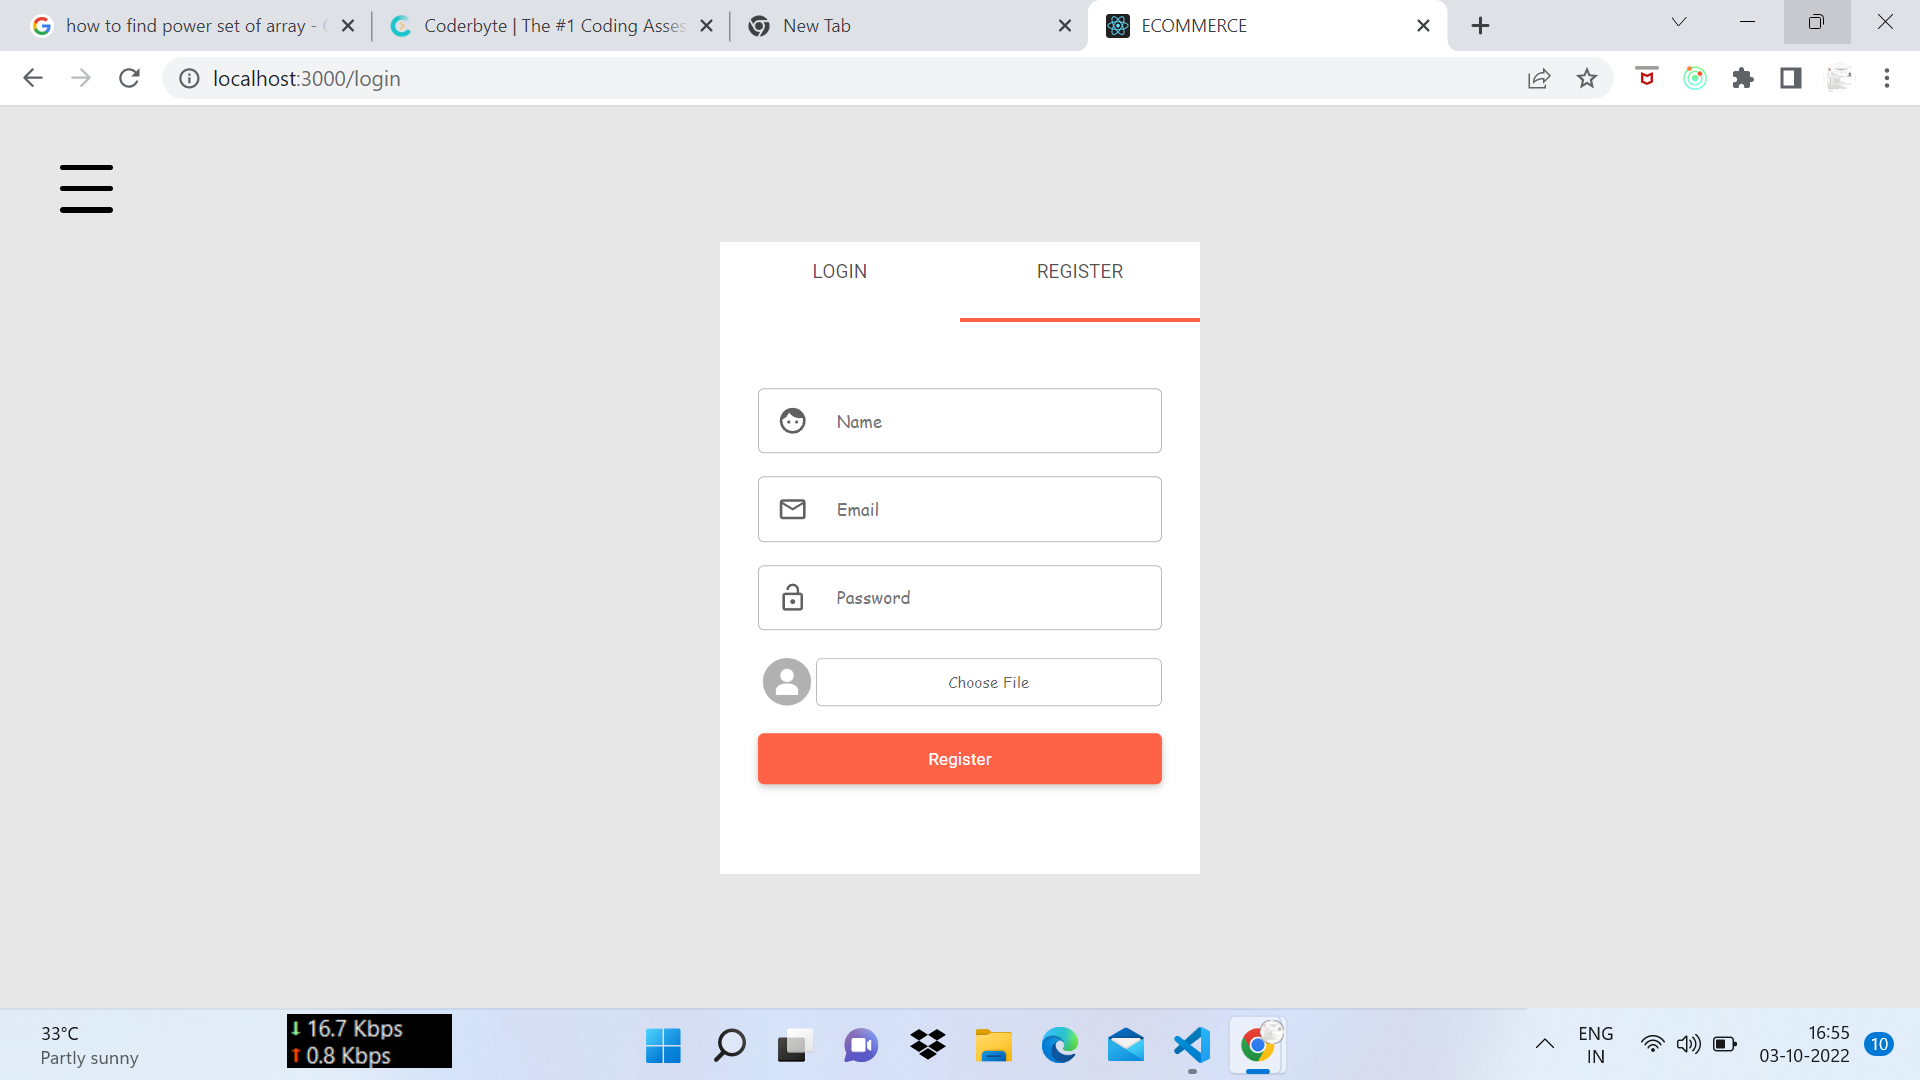 how to find power set of array - G
Coderbyte | The #1 Coding Asses
New Tab
ECOMMERCE
localhost:3000/login
LOGIN
REGISTER
Name
Email
Password
Choose File
Register
33°C
Partly sunny
↓ 16.7 Kbps
↑ 0.8 Kbps
ENG
IN
16:55
03-10-2022
10